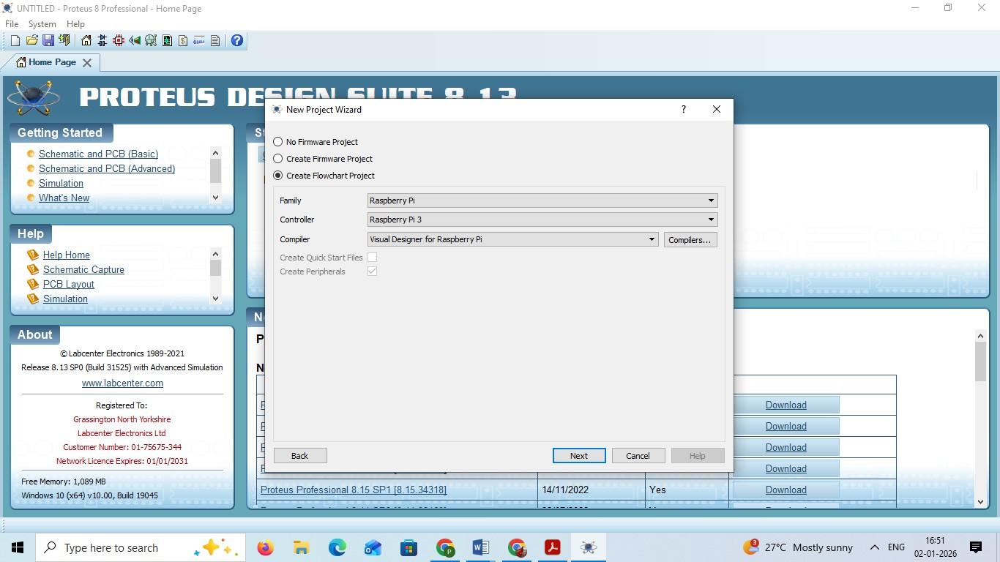 UNTITLED - Proteus 8 Professional - Home Page
File System Help
Home Page
PROTEUS DESIGN SUITE 8.13
Getting Started
Schematic and PCB (Basic)
Schematic and PCB (Advanced)
Simulation
What's New
Help
Help Home
Schematic Capture
PCB Layout
Simulation
About
© Labcenter Electronics 1989-2021
Release 8.13 SP0 (Build 31525) with Advanced Simulation
www.labcenter.com
Registered To:
Grassington North Yorkshire
Labcenter Electronics Ltd
Customer Number: 01-75675-344
Network Licence Expires: 01/01/2031
Free Memory: 1,089 MB
Windows 10 (x64) v10.00, Build 19045
New Project Wizard ?
No Firmware Project
Create Firmware Project
Create Flowchart Project
Family Raspberry Pi
Controller Raspberry Pi 3
Compiler Visual Designer for Raspberry Pi Compilers...
Create Quick Start Files
Create Peripherals
Back Next Cancel Help
Download
Download
Download
Download
Proteus Professional 8.15 SP1 [8.15.34318] 14/11/2022 Yes Download
Type here to search
3 27°C Mostly sunny ENG 16:51
02-01-2026